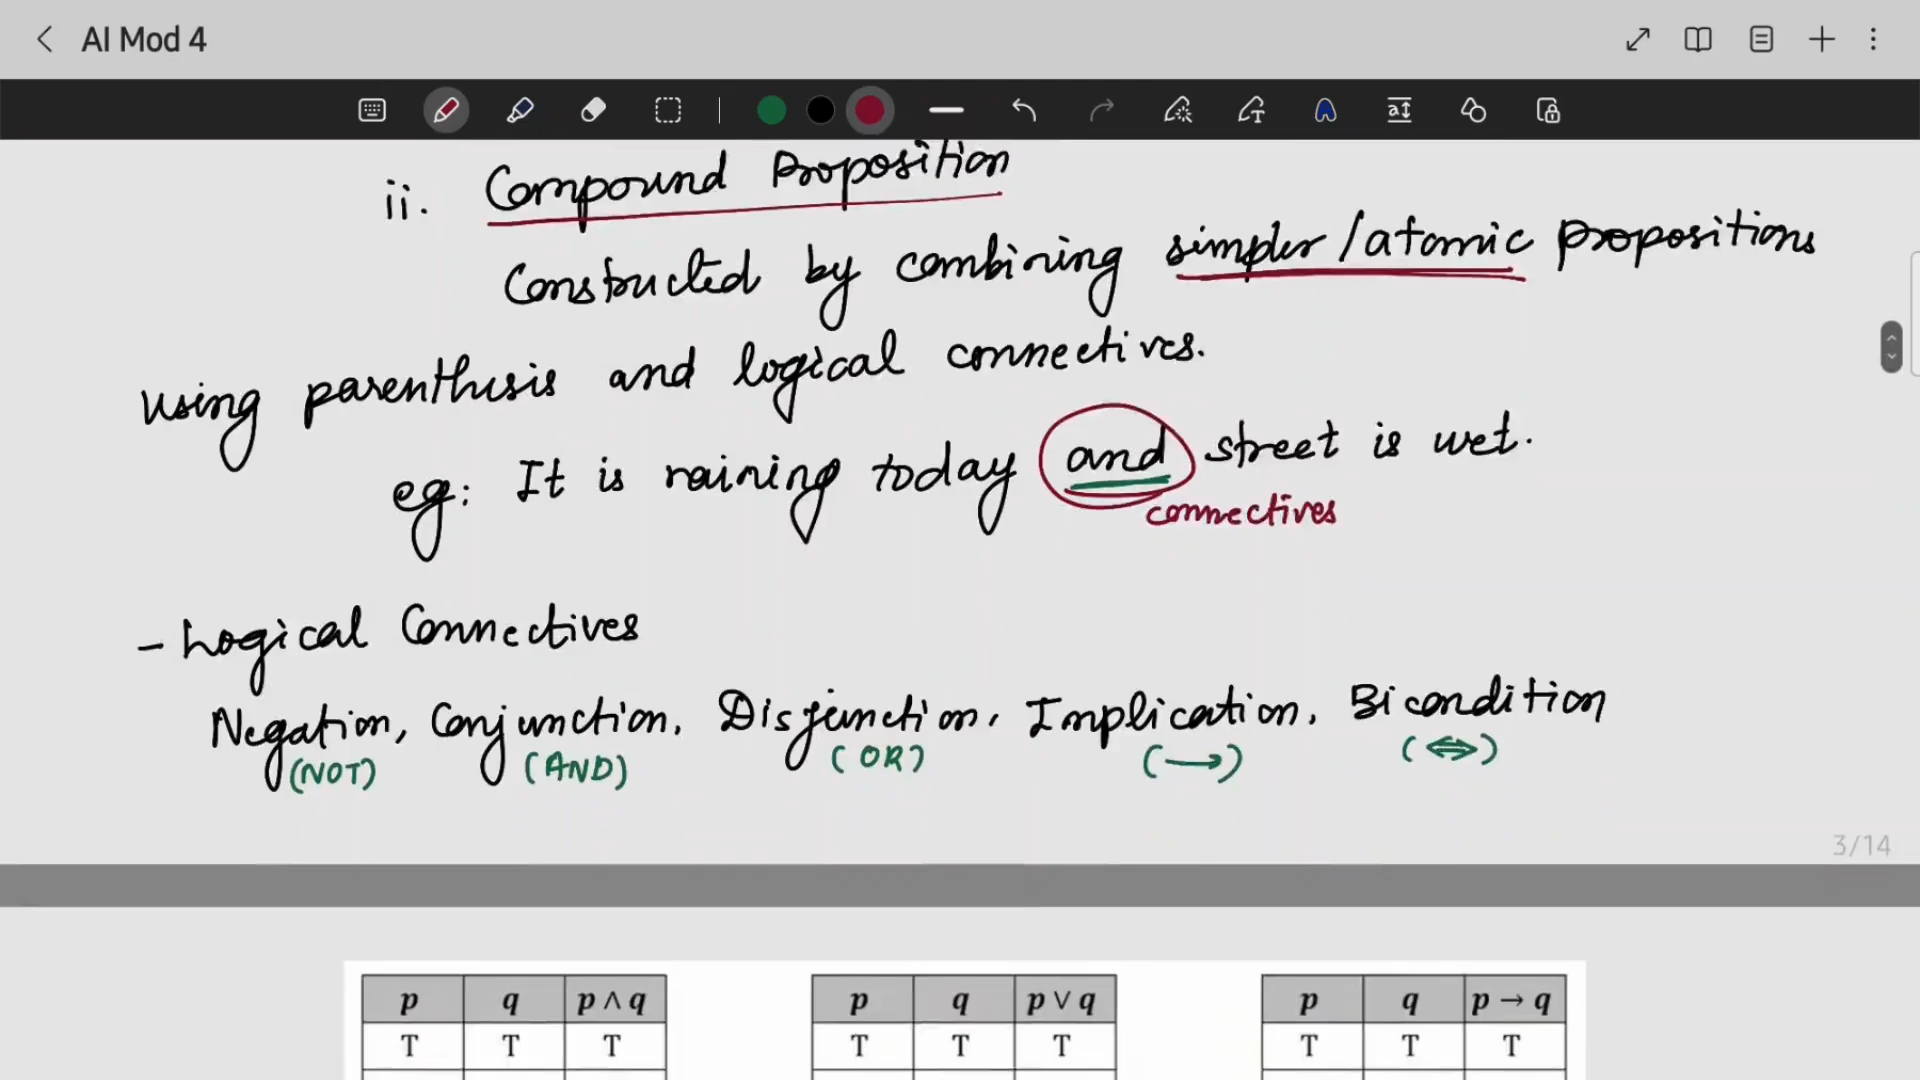 AI Mod 4
ii. Compound Proposition
Constructed by combining simpler/atomic propositions
using parenthesis and logical connectives.
eg: It is raining today and street is wet.
connectives
- Logical Connectives
Negation, Conjunction, Disjunction, Implication, Bicondition
(NOT) (AND) (OR) (→) (⇔)
3/14
p q p ∧ q p q p ∨ q p q p → q
T T T T T T T T T